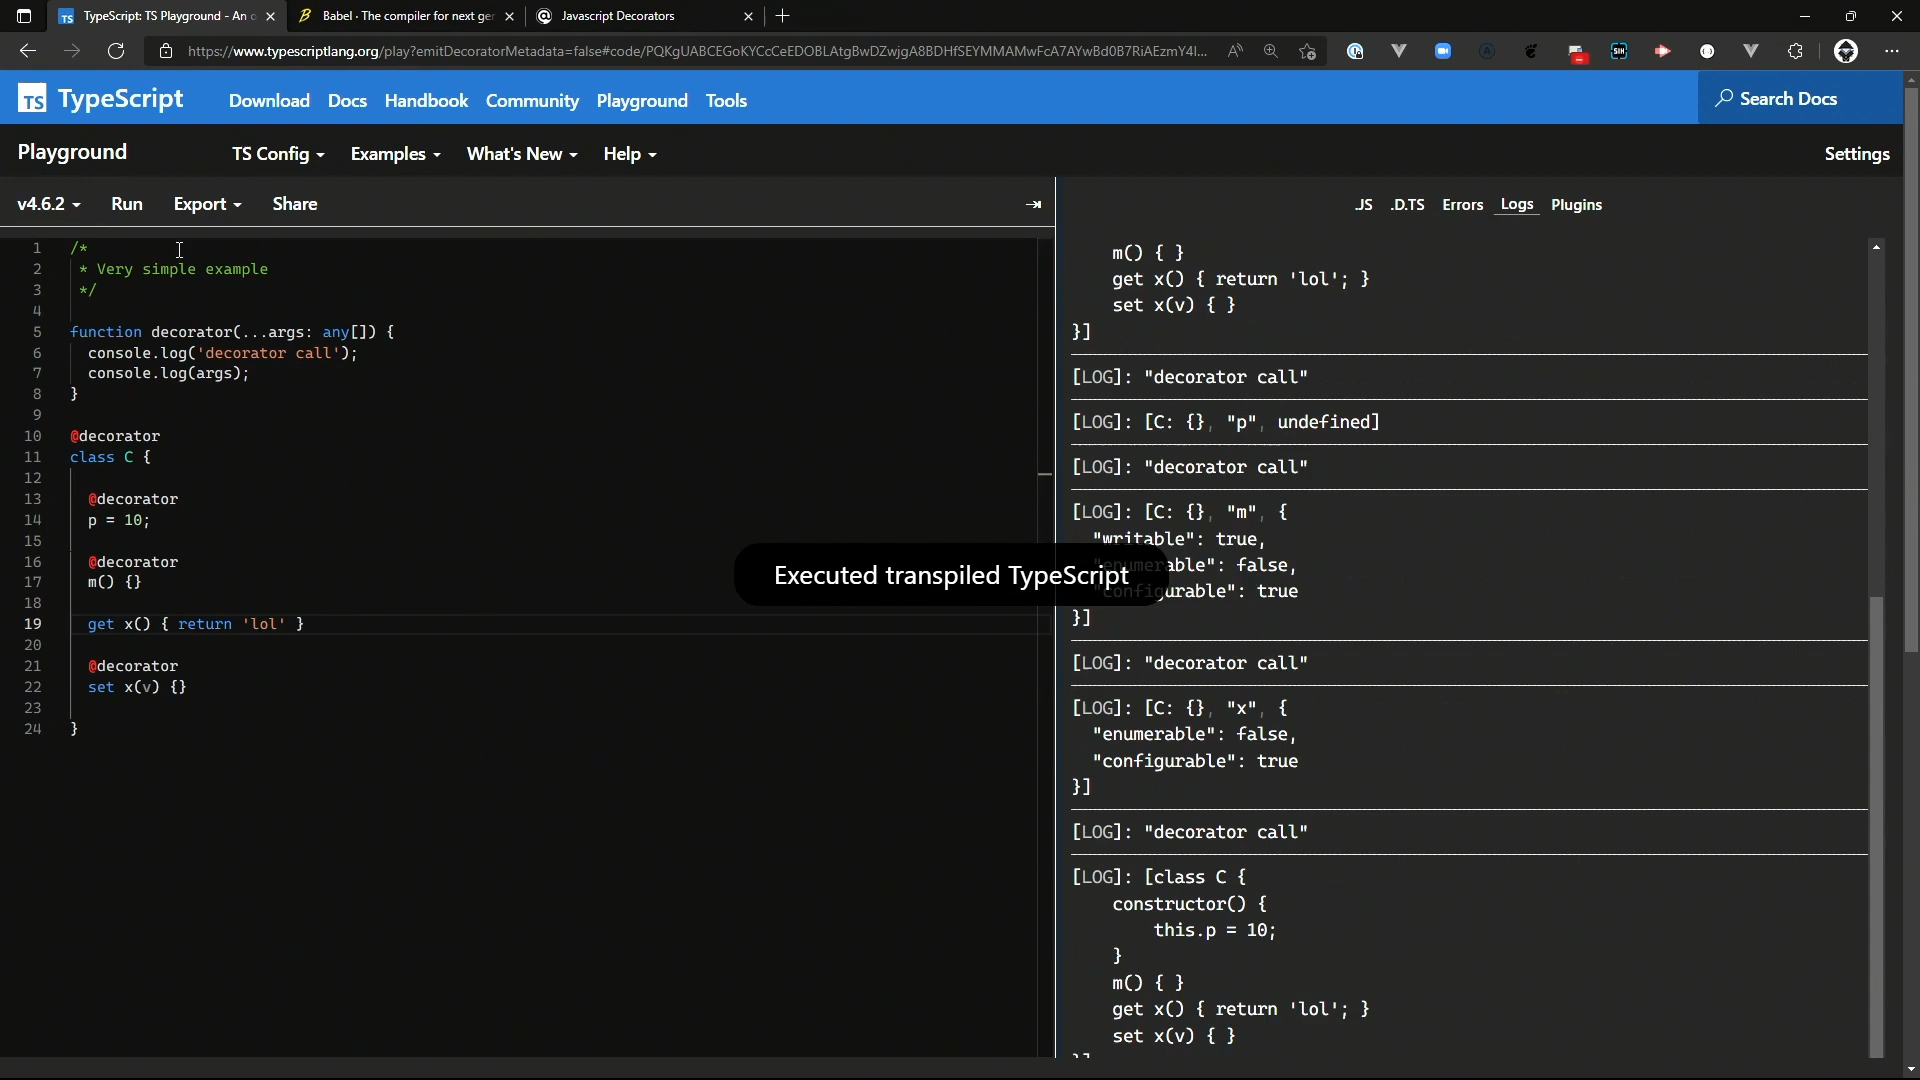 TypeScript: TS Playground - An o
Babel · The compiler for next ger
Javascript Decorators
https://www.typescriptlang.org/play?emitDecoratorMetadata=false#code/PQKgUABCEGoKYCcCeEDOBLAtgBwDZwjgA8BDHfSEYMMAMwFcA7AYwBd0B7RiAEzmY4l...
TS TypeScript
Download Docs Handbook Community Playground Tools
Search Docs
Playground
TS Config Examples What's New Help
Settings
v4.6.2 Run Export Share
.JS .D.TS Errors Logs Plugins
1 /*
2 * Very simple example
3 */
4
5 function decorator(...args: any[]) {
6 console.log('decorator call');
7 console.log(args);
8 }
9
10 @decorator
11 class C {
12
13 @decorator
14 p = 10;
15
16 @decorator
17 m() {}
18
19 get x() { return 'lol' }
20
21 @decorator
22 set x(v) {}
23
24 }
m() { }
get x() { return 'lol'; }
set x(v) { }
}]
[LOG]: "decorator call"
[LOG]: [C: {}, "p", undefined]
[LOG]: "decorator call"
[LOG]: [C: {}, "m", {
"writable": true,
"enumerable": false,
"configurable": true
}]
Executed transpiled TypeScript
[LOG]: "decorator call"
[LOG]: [C: {}, "x", {
"enumerable": false,
"configurable": true
}]
[LOG]: "decorator call"
[LOG]: [class C {
constructor() {
this.p = 10;
}
m() { }
get x() { return 'lol'; }
set x(v) { }